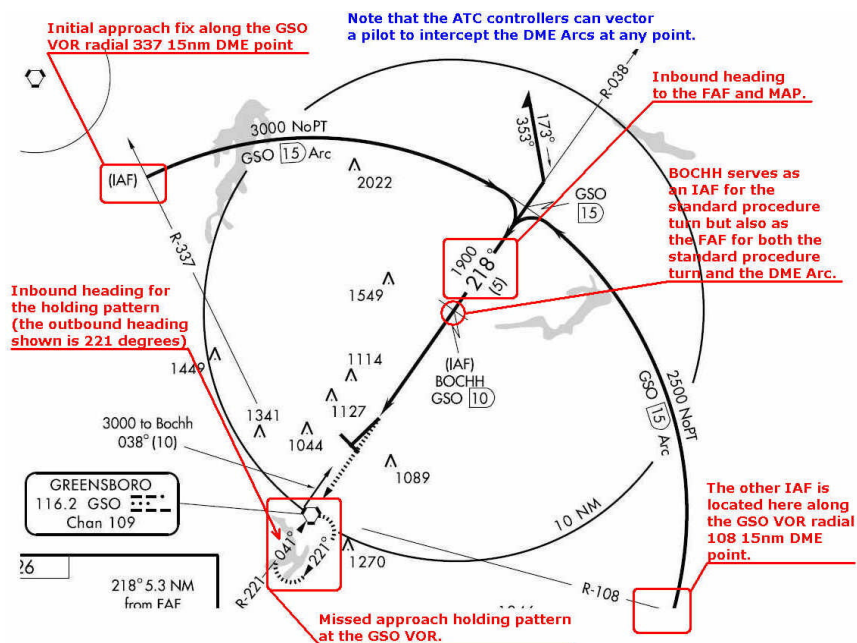 Initial approach fix along the GSO
VOR radial 337 15nm DME point
Note that the ATC controllers can vector
a pilot to intercept the DME Arcs at any point.
R-038
Inbound heading
to the FAF and MAP.
3000 NoPT
GSO 15 Arc
173°
353°
(IAF)
2022
GSO
15
BOCHH serves as
an IAF for the
standard procedure
turn but also as
the FAF for both the
standard procedure
turn and the DME Arc.
R-337
1900
218°
(5)
Inbound heading for
the holding pattern
(the outbound heading
shown is 221 degrees)
1549
1449
1114
(IAF)
BOCHH
GSO 10
2500 NoPT
GSO 15 Arc
1127
1341
1044
3000 to Bochh
038° (10)
1089
GREENSBORO
116.2 GSO
Chan 109
10 NM
The other IAF is
located here along
the GSO VOR radial
108 15nm DME
point.
041°
221°
1270
R-221
R-108
26
218° 5.3 NM
from FAF
Missed approach holding pattern
at the GSO VOR.